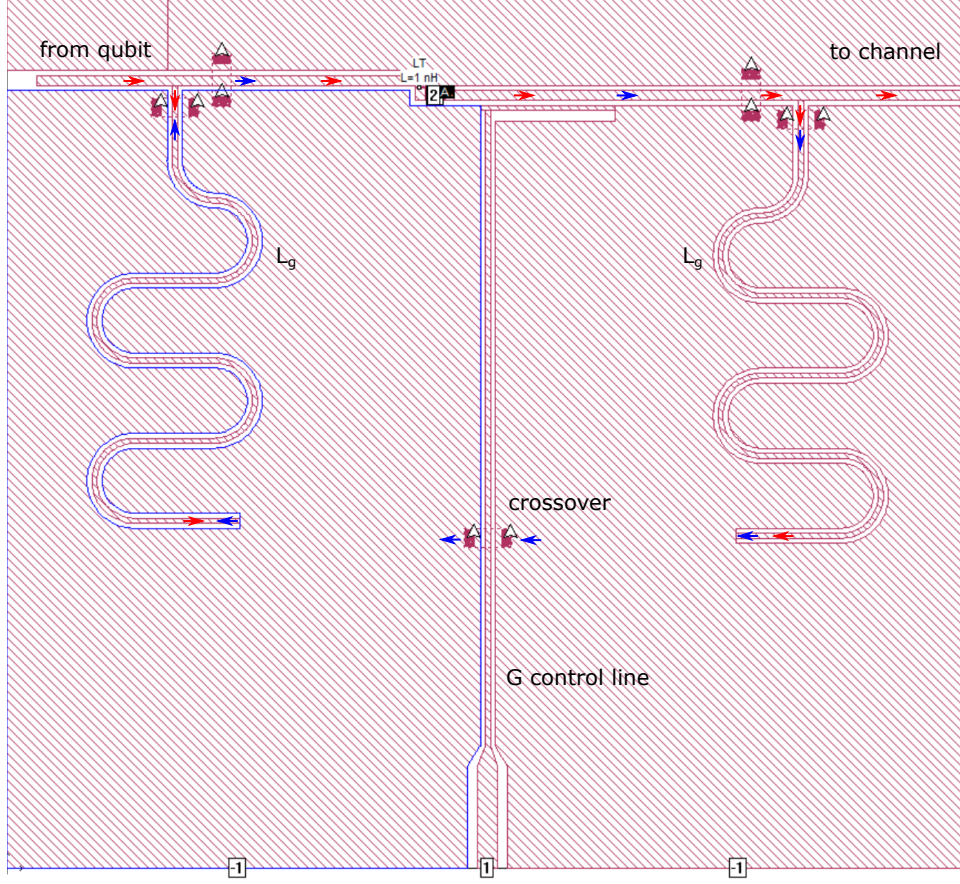 from qubit
to channel
LT
L=1 nH
2
A
Lg
Lg
crossover
G control line
-1
1
-1